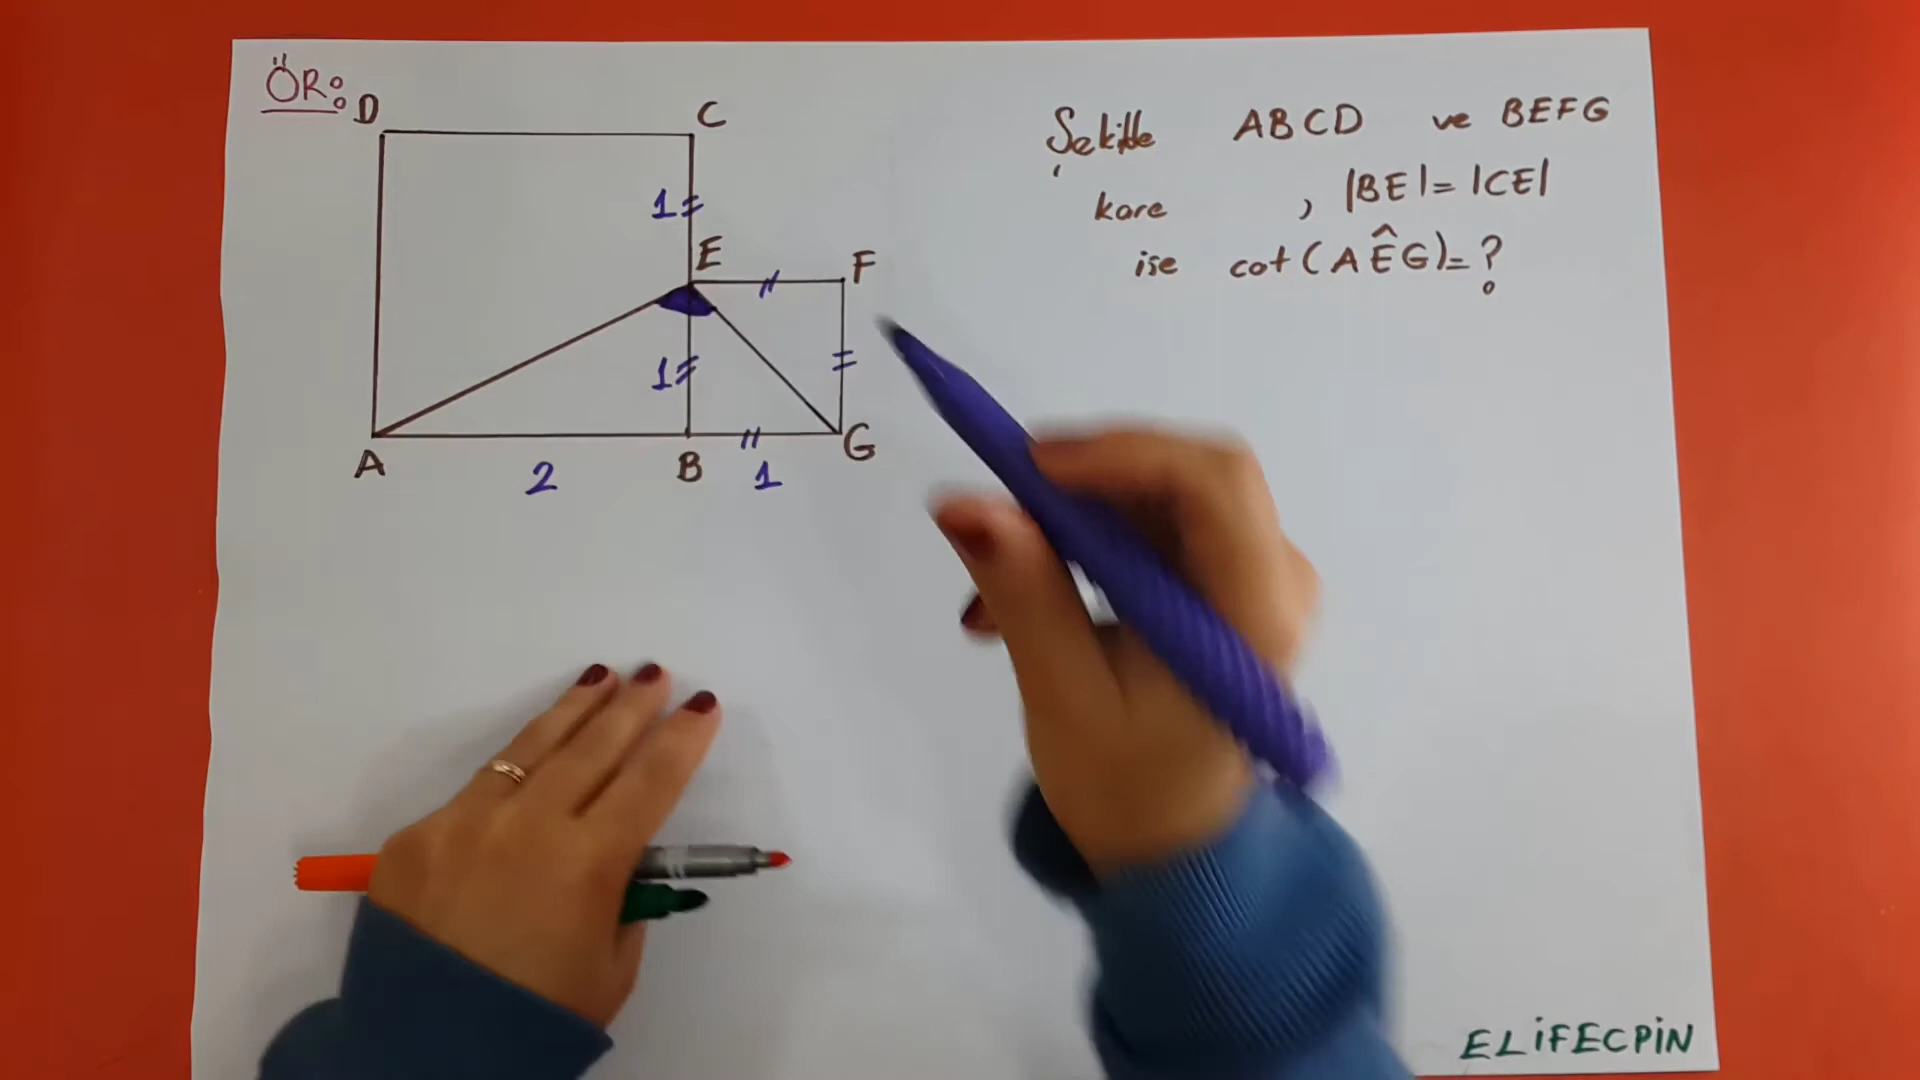 ÖR:
D
C
1
E
F
1
A
B
G
2
1
Şekilde ABCD ve BEFG
kare , |BE|=|CE|
ise cot(AÊG)=?
ELİFECPİN